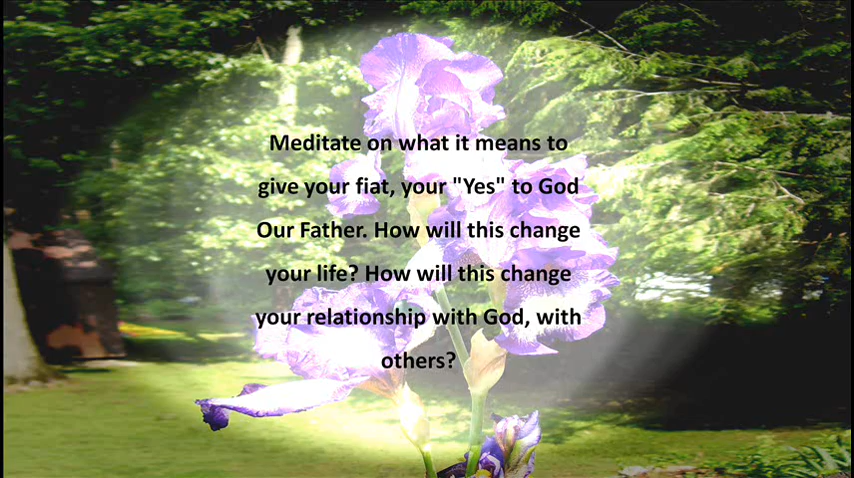 Meditate on what it means to
give your fiat, your "Yes" to God
Our Father. How will this change
your life? How will this change
your relationship with God, with
others?